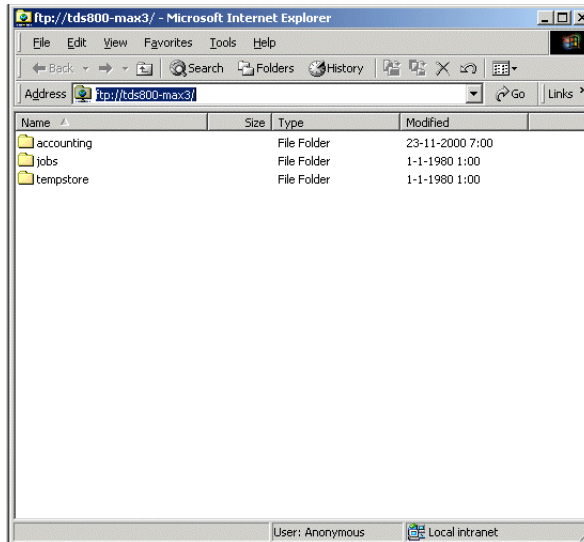 ftp://tds800-max3/ - Microsoft Internet Explorer
File Edit View Favorites Tools Help
Back Search Folders History
Address ftp://tds800-max3/ Go Links
Name Size Type Modified
accounting File Folder 23-11-2000 7:00
jobs File Folder 1-1-1980 1:00
tempstore File Folder 1-1-1980 1:00
User: Anonymous Local intranet